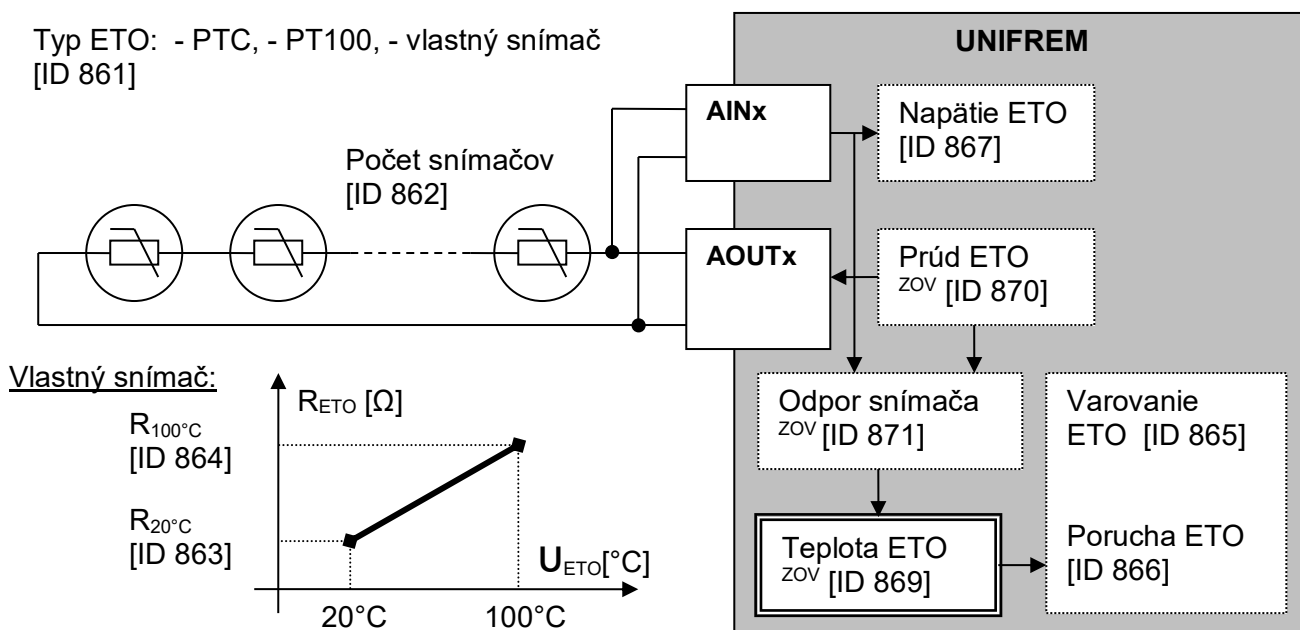 Typ ETO: - PTC, - PT100, - vlastný snímač
[ID 861]
UNIFREM
AINx
Napätie ETO
[ID 867]
Počet snímačov
[ID 862]
AOUTx
Prúd ETO
ZOV [ID 870]
Vlastný snímač:
RETO [Ω]
R100°C
[ID 864]
R20°C
[ID 863]
UETO[°C]
20°C
100°C
Odpor snímača
ZOV [ID 871]
Varovanie
ETO [ID 865]
Teplota ETO
ZOV [ID 869]
Porucha ETO
[ID 866]